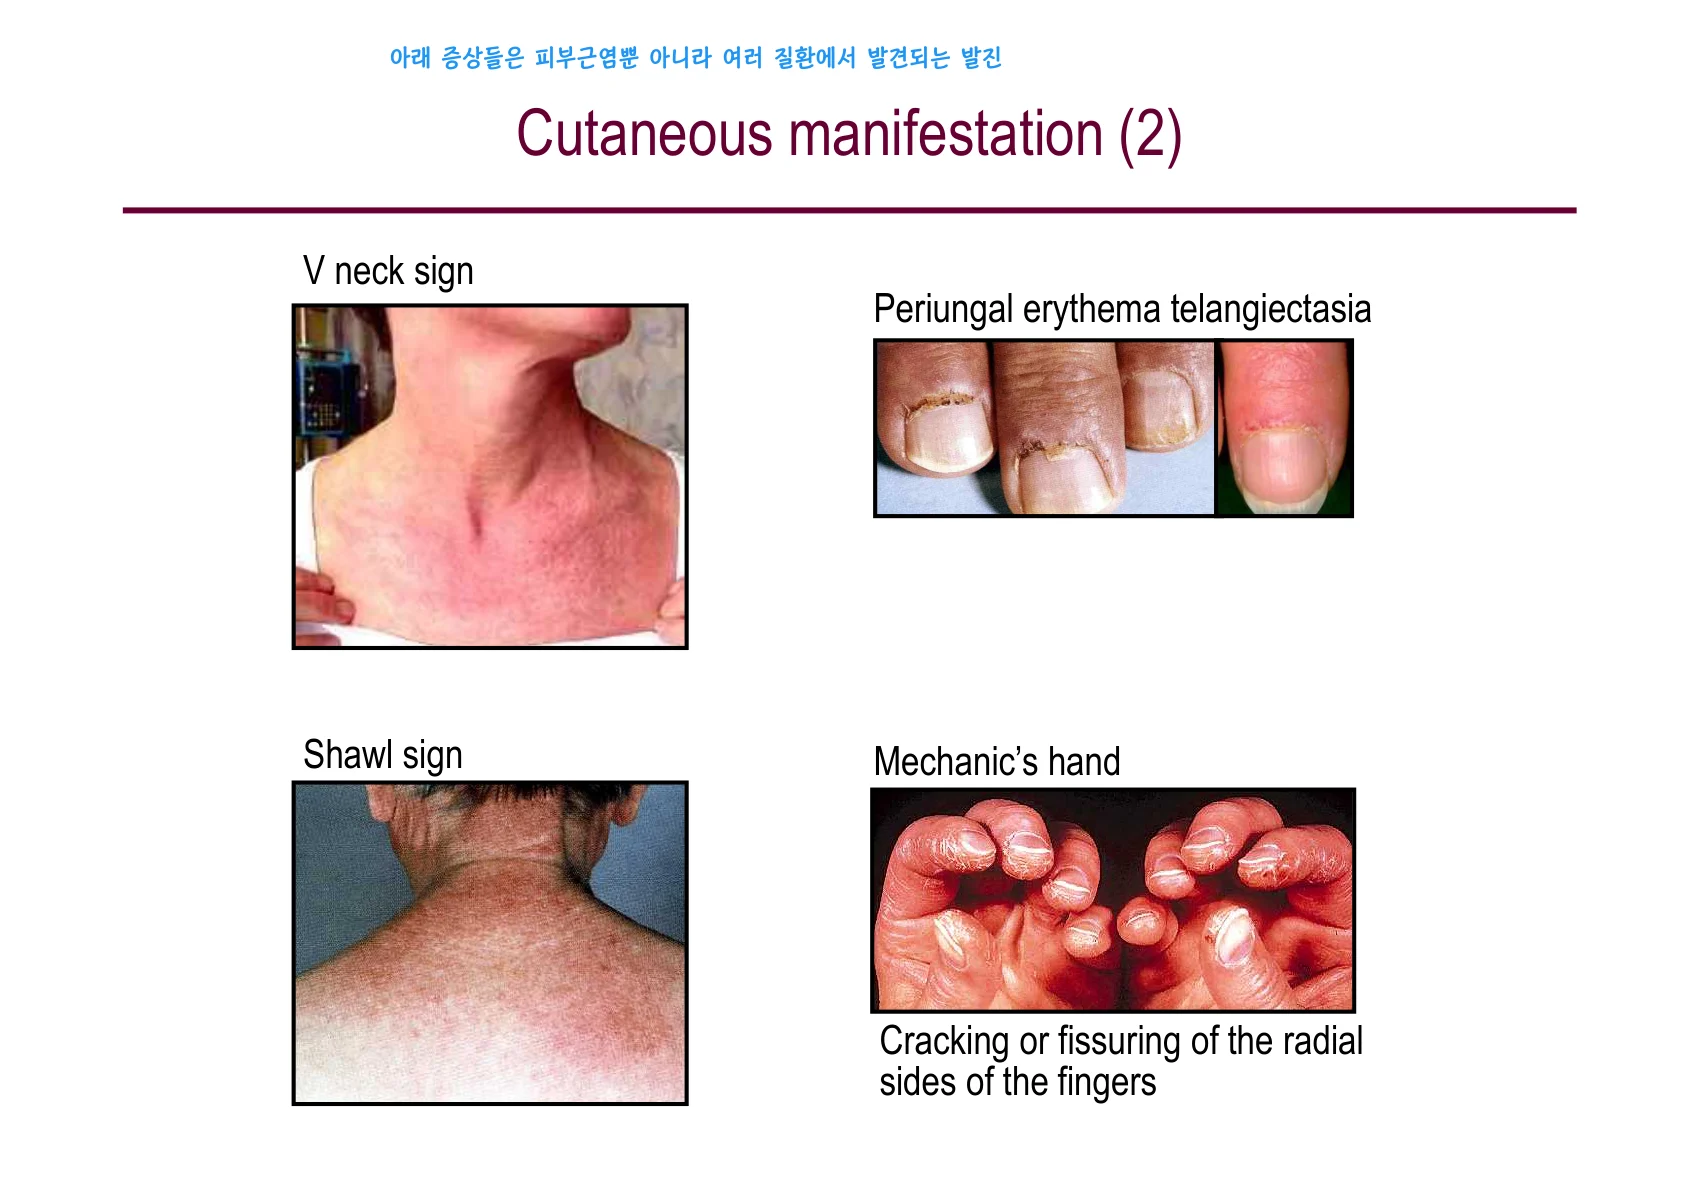 아래 증상들은 피부근염뿐 아니라 여러 질환에서 발견되는 발진
Cutaneous manifestation (2)
V neck sign
Periungal erythema telangiectasia
Shawl sign
Mechanic’s hand
Cracking or fissuring of the radial
sides of the fingers